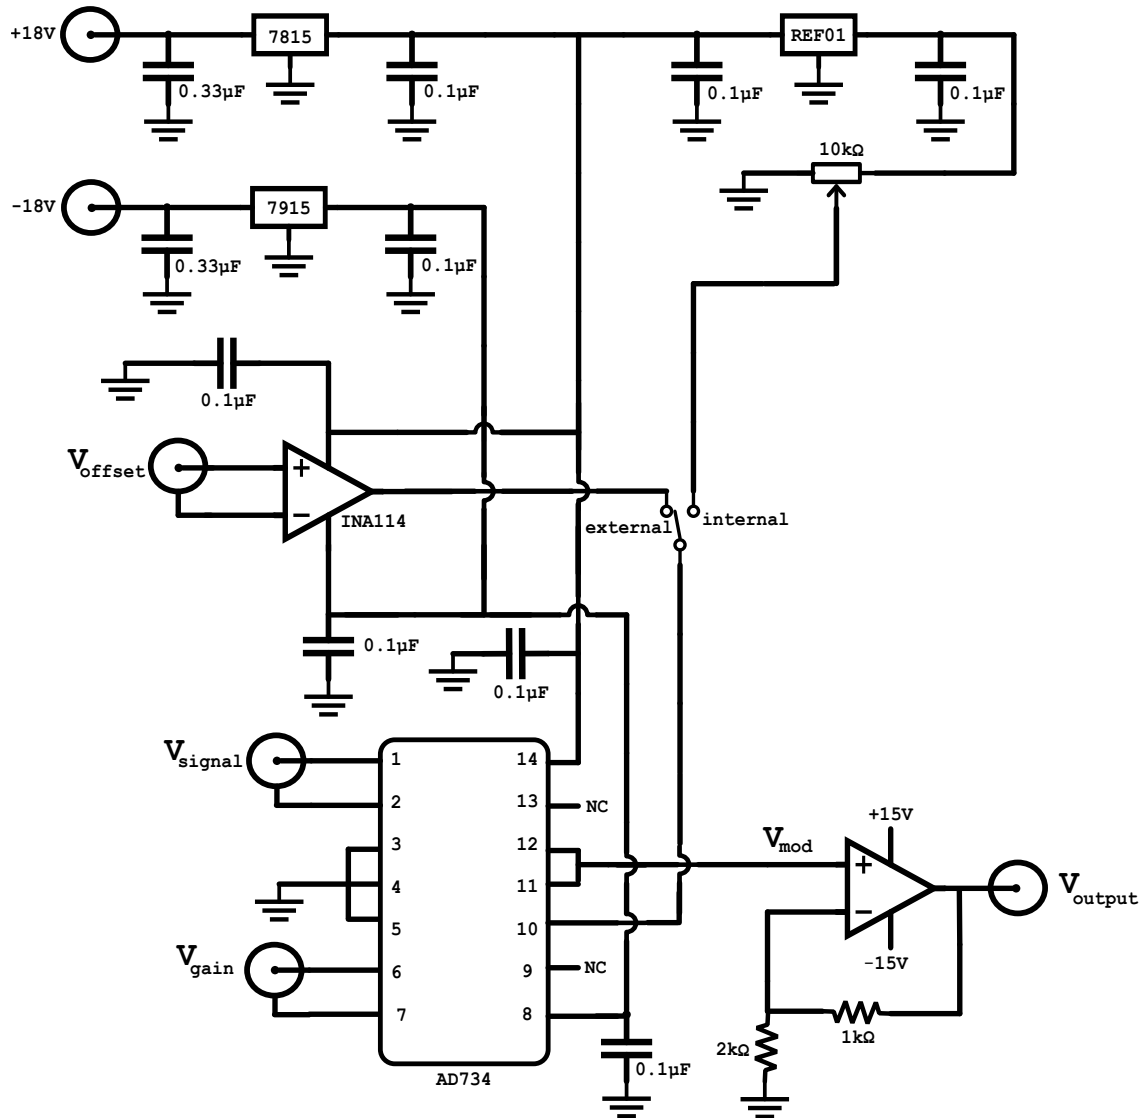 +18V
7815
REF01
0.33µF
0.1µF
0.1µF
0.1µF
10kΩ
-18V
7915
0.33µF
0.1µF
0.1µF
Voffset
+
−
INA114
external
internal
0.1µF
0.1µF
Vsignal
1
14
2
13
NC
3
12
4
11
5
10
Vgain
6
9
NC
7
8
AD734
0.1µF
Vmod
+15V
+
−
-15V
Voutput
1kΩ
2kΩ